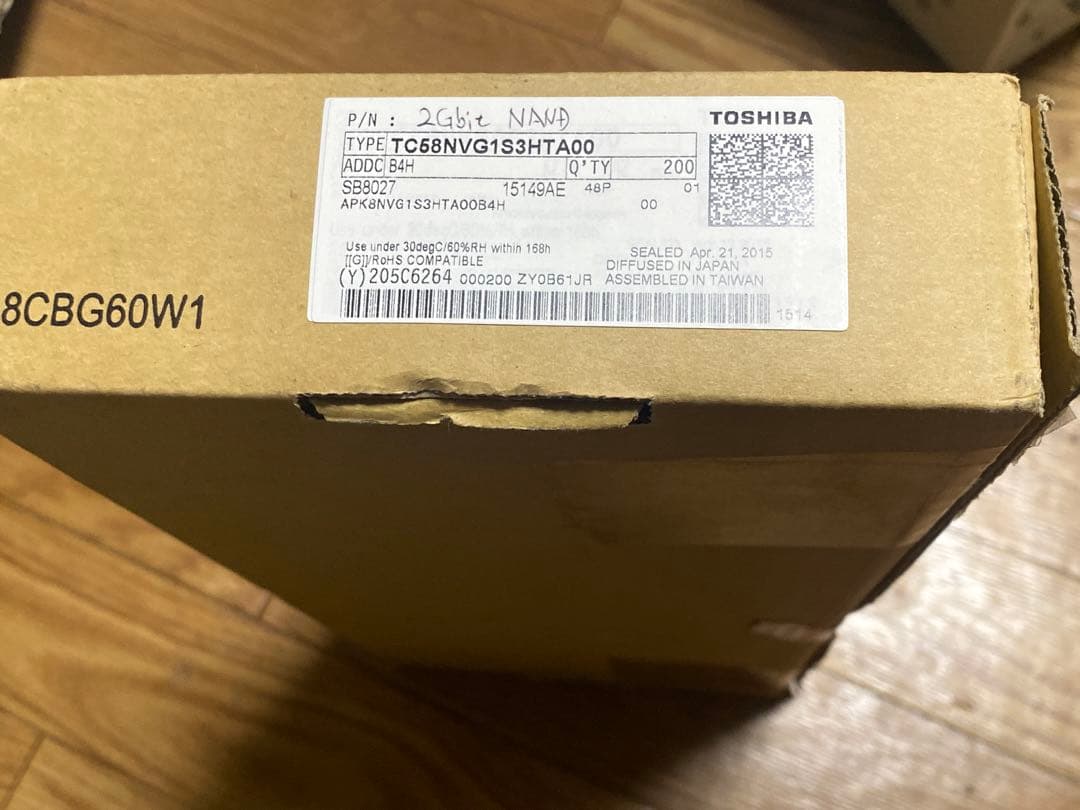 P/N : 2Gbit NAND
TOSHIBA
TYPE TC58NVG1S3HTA00
ADDC B4H Q'TY 200
SB8027 15149AE 48P 01
APK8NVG1S3HTA00B4H 00
Use under 30degC/60%RH within 168h
[[G]]/RoHS COMPATIBLE
SEALED Apr. 21, 2015
DIFFUSED IN JAPAN
(Y)205C6264 000200 ZY0B61JR ASSEMBLED IN TAIWAN
1514
8CBG60W1